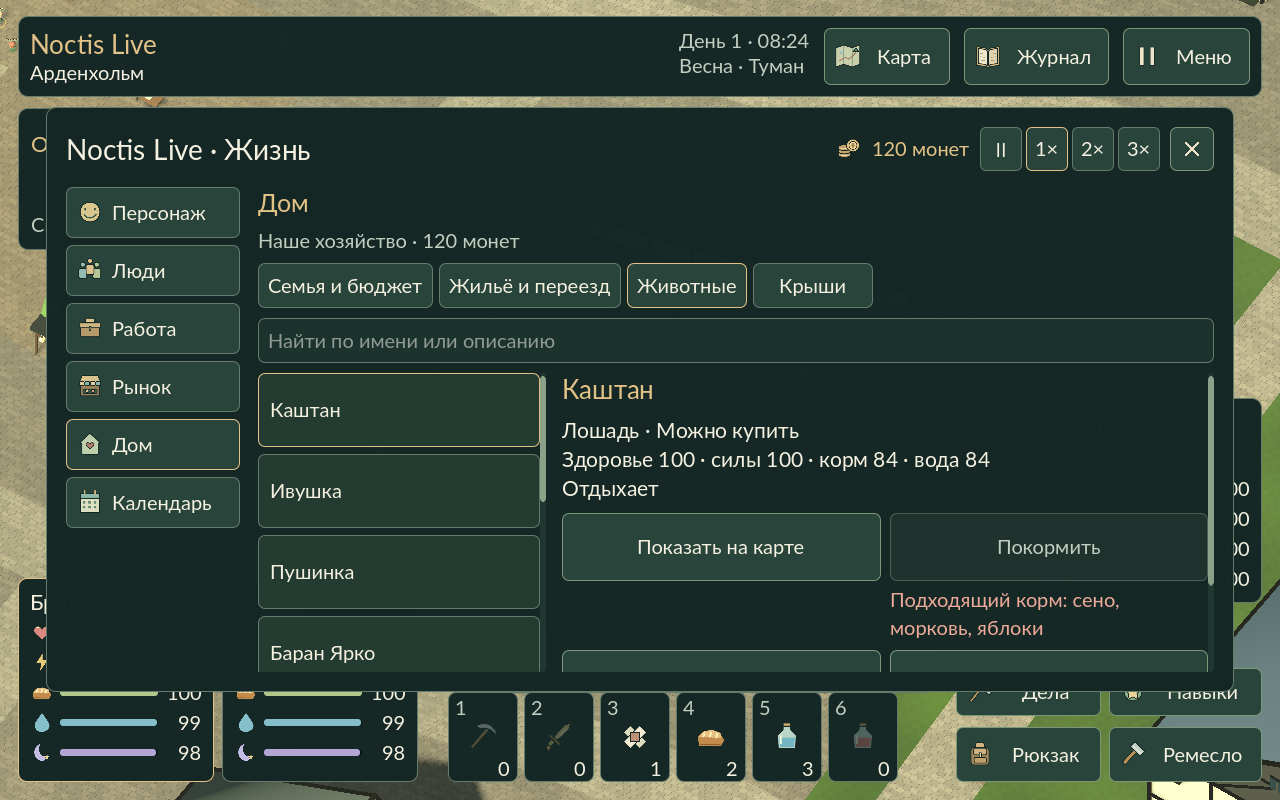 Noctis Live
Арденхольм
День 1 · 08:24
Весна · Туман
Карта
Журнал
Меню
Noctis Live · Жизнь
120 монет
1×
2×
3×
Персонаж
Люди
Работа
Рынок
Дом
Календарь
Дом
Наше хозяйство · 120 монет
Семья и бюджет
Жильё и переезд
Животные
Крыши
Найти по имени или описанию
Каштан
Ивушка
Пушинка
Баран Ярко
Каштан
Лошадь · Можно купить
Здоровье 100 · силы 100 · корм 84 · вода 84
Отдыхает
Показать на карте
Покормить
Подходящий корм: сено,
морковь, яблоки
100
99
98
100
99
98
1
0
2
0
3
1
4
2
5
3
6
0
Дела
Навыки
Рюкзак
Ремесло